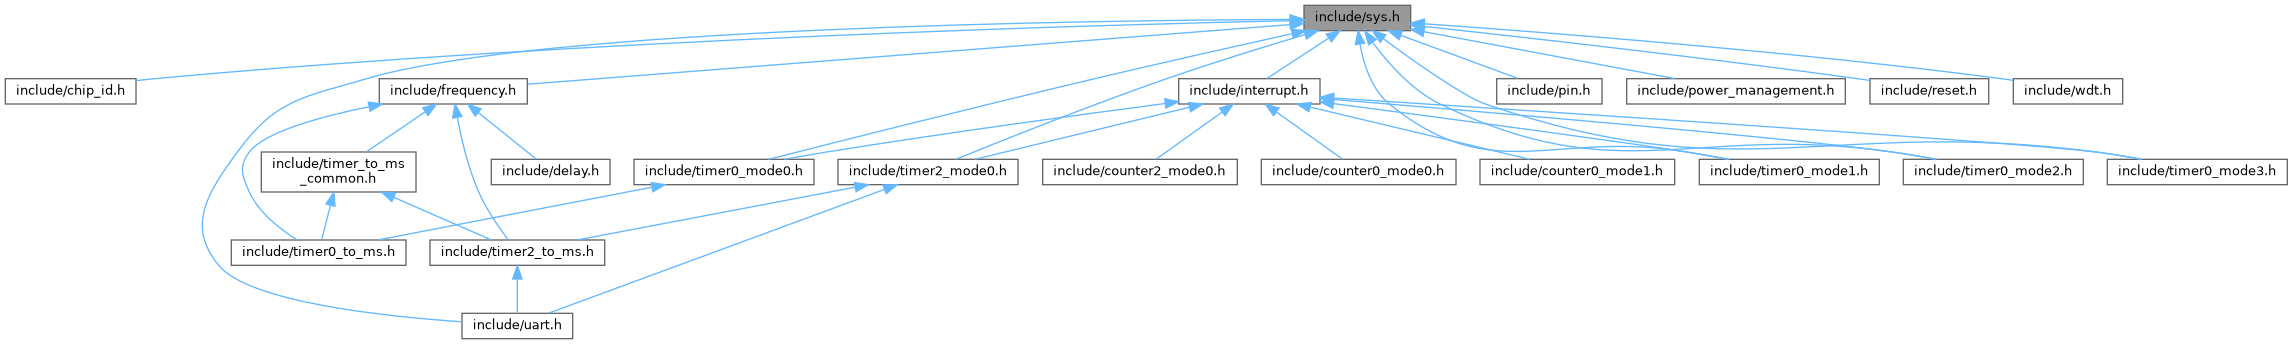 include/sys.h
include/chip_id.h
include/frequency.h
include/interrupt.h
include/pin.h
include/power_management.h
include/reset.h
include/wdt.h
include/timer_to_ms
_common.h
include/delay.h
include/timer0_mode0.h
include/timer2_mode0.h
include/counter2_mode0.h
include/counter0_mode0.h
include/counter0_mode1.h
include/timer0_mode1.h
include/timer0_mode2.h
include/timer0_mode3.h
include/timer0_to_ms.h
include/timer2_to_ms.h
include/uart.h